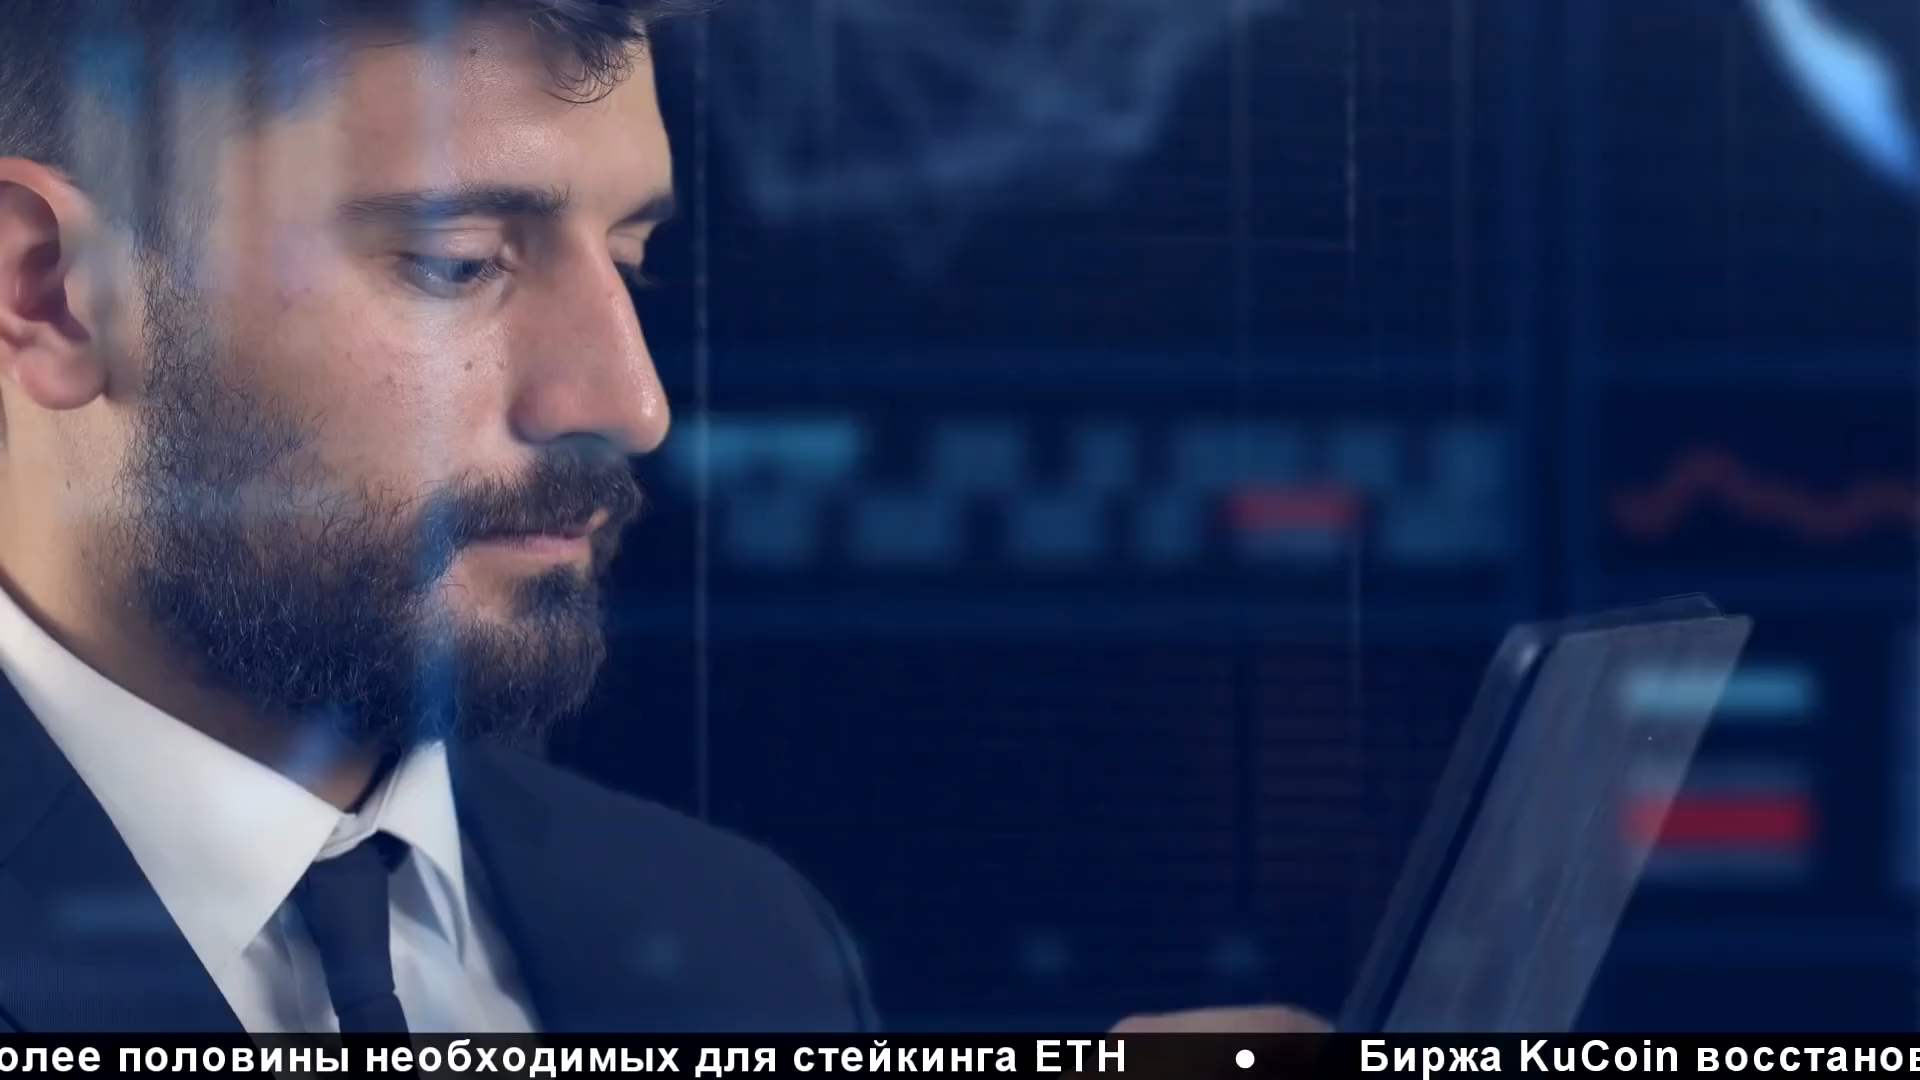 олее половины необходимых для стейкинга ETH • Биржа KuCoin восстанов